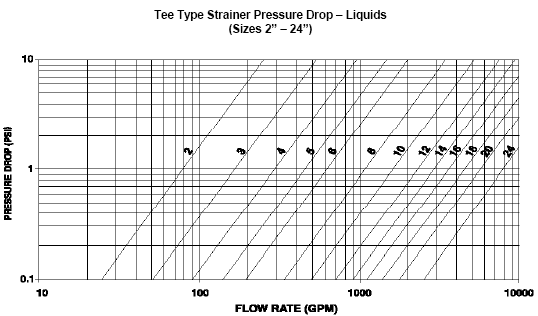 Tee Type Strainer Pressure Drop – Liquids
(Sizes 2” – 24”)
10
PRESSURE DROP (PSI)
1
0.1
2 3 4 5 6 8 10 12 14 16 18 20 24
10 100 1000 10000
FLOW RATE (GPM)